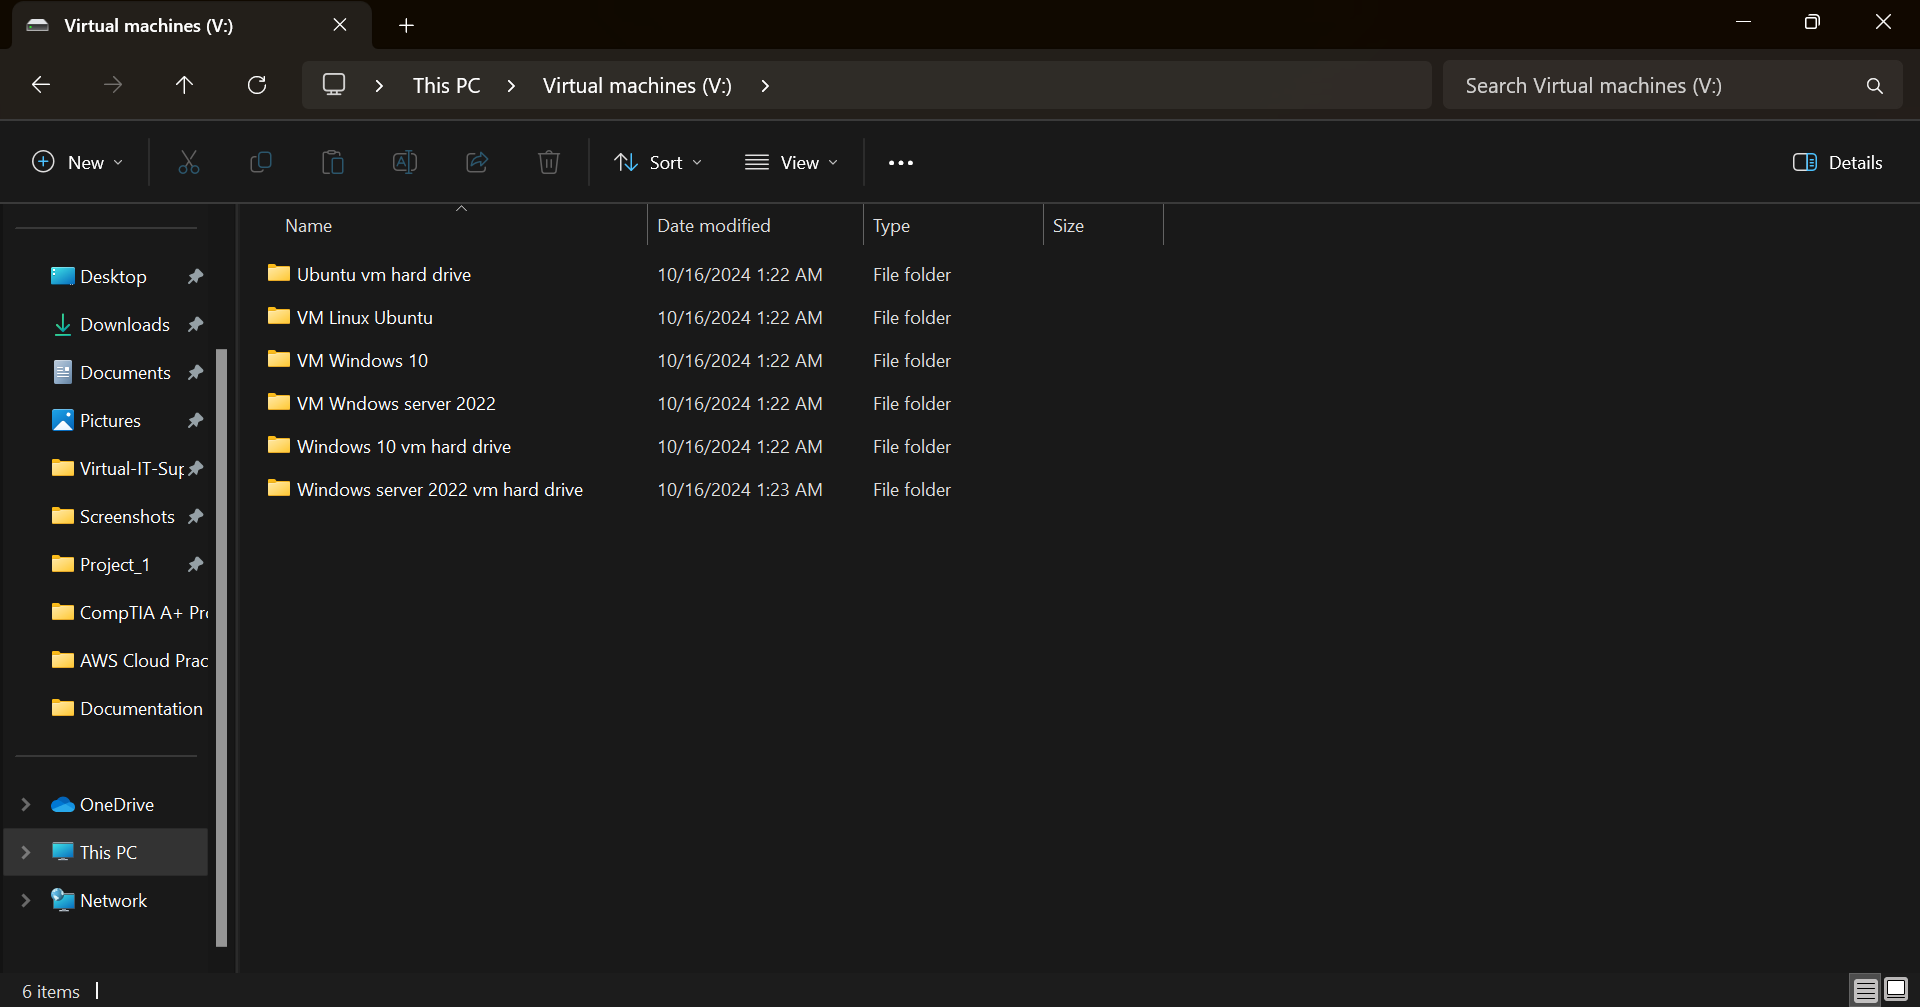 Virtual machines (V:)
This PC > Virtual machines (V:) >
Search Virtual machines (V:)
New
Sort
View
Details
Name Date modified Type Size
Ubuntu vm hard drive 10/16/2024 1:22 AM File folder
VM Linux Ubuntu 10/16/2024 1:22 AM File folder
VM Windows 10 10/16/2024 1:22 AM File folder
VM Wndows server 2022 10/16/2024 1:22 AM File folder
Windows 10 vm hard drive 10/16/2024 1:22 AM File folder
Windows server 2022 vm hard drive 10/16/2024 1:23 AM File folder
Desktop
Downloads
Documents
Pictures
Virtual-IT-Sup
Screenshots
Project_1
CompTIA A+ Pr
AWS Cloud Prac
Documentation
OneDrive
This PC
Network
6 items